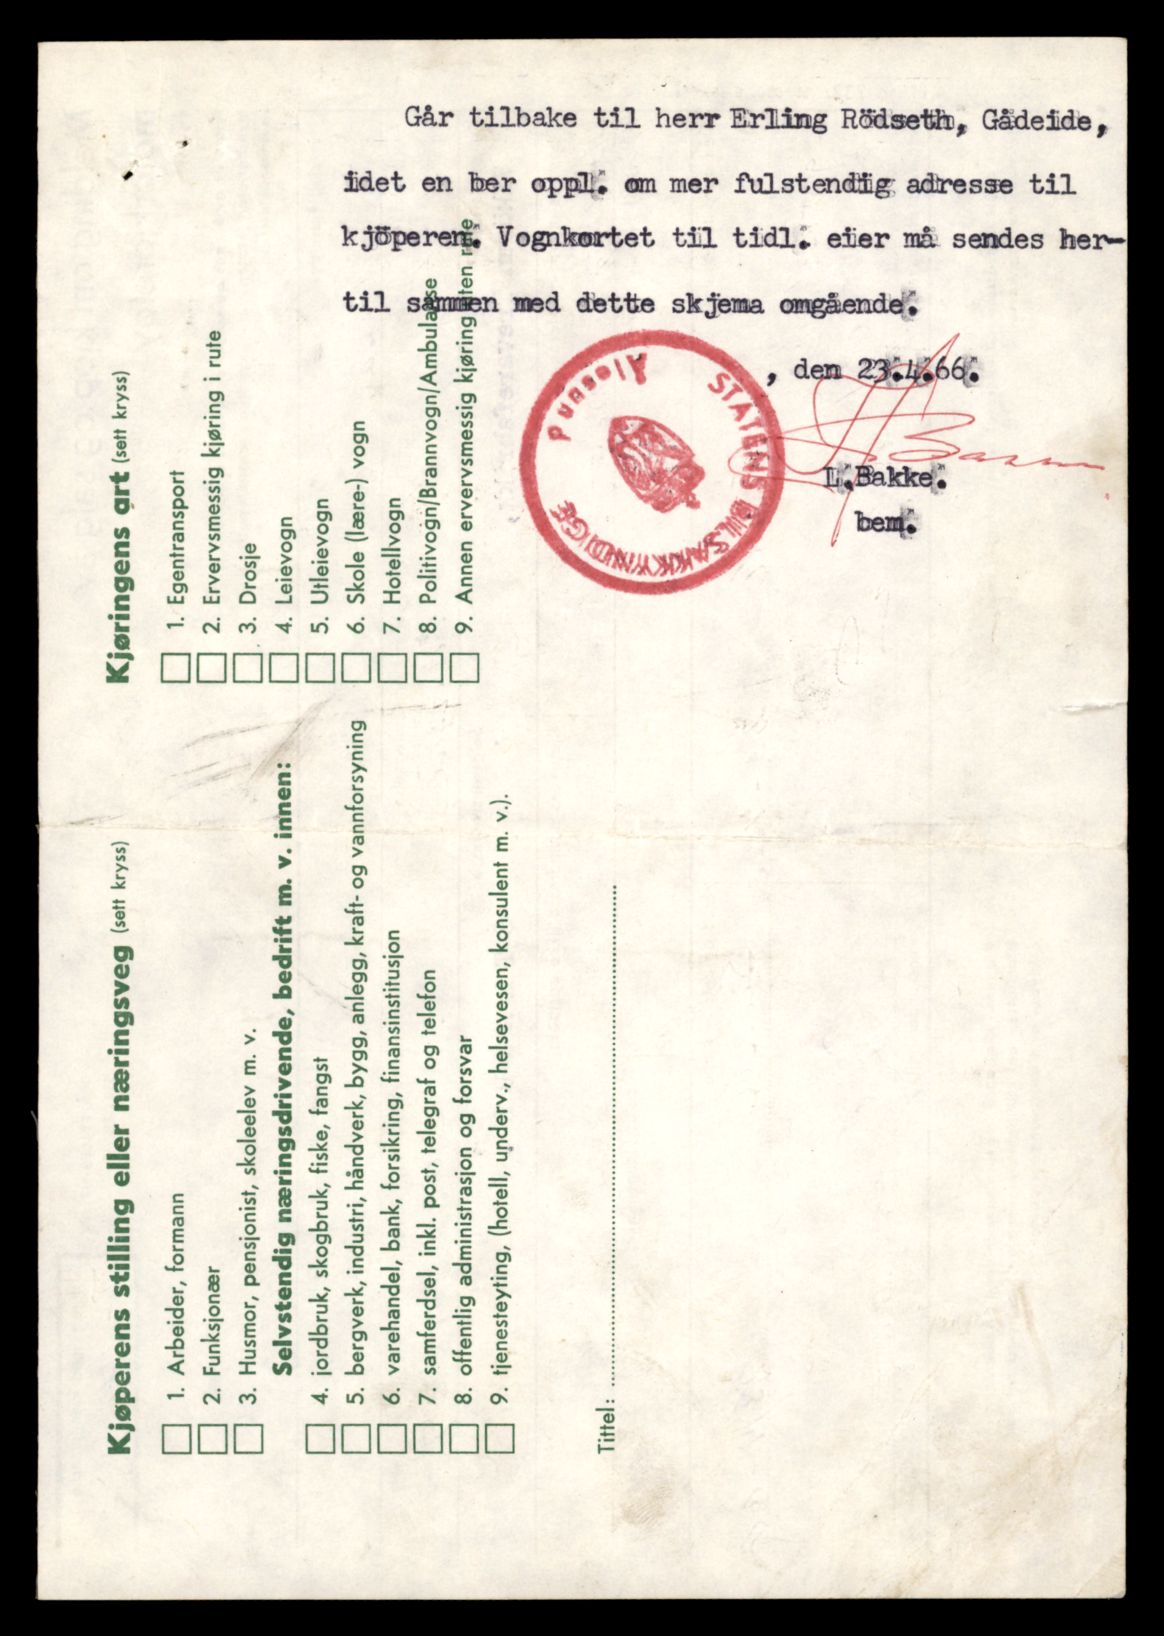 Går tilbake til herr Erling Rödseth, Gådeide,
idet en ber oppl. om mer fulstendig adresse til
kjöperen. Vognkortet til tidl. eier må sendes her-
til sammen med dette skjema omgående.
, den 23.4.66.
L.Bakke.
bem.
STATENS BILSAKKYNDIGE
Ålesund
Kjøringens art (sett kryss)
1. Egentransport
2. Ervervsmessig kjøring i rute
3. Drosje
4. Leievogn
5. Utleievogn
6. Skole (lære-) vogn
7. Hotellvogn
8. Politivogn/Brannvogn/Ambulanse
9. Annen ervervsmessig kjøring uten rute
Kjøperens stilling eller næringsveg (sett kryss)
1. Arbeider, formann
2. Funksjonær
3. Husmor, pensjonist, skoleelev m. v.
Selvstendig næringsdrivende, bedrift m. v. innen:
4. jordbruk, skogbruk, fiske, fangst
5. bergverk, industri, håndverk, bygg, anlegg, kraft- og vannforsyning
6. varehandel, bank, forsikring, finansinstitusjon
7. samferdsel, inkl. post, telegraf og telefon
8. offentlig administrasjon og forsvar
9. tjenesteyting, (hotell, underv., helsevesen, konsulent m. v.).
Tittel: